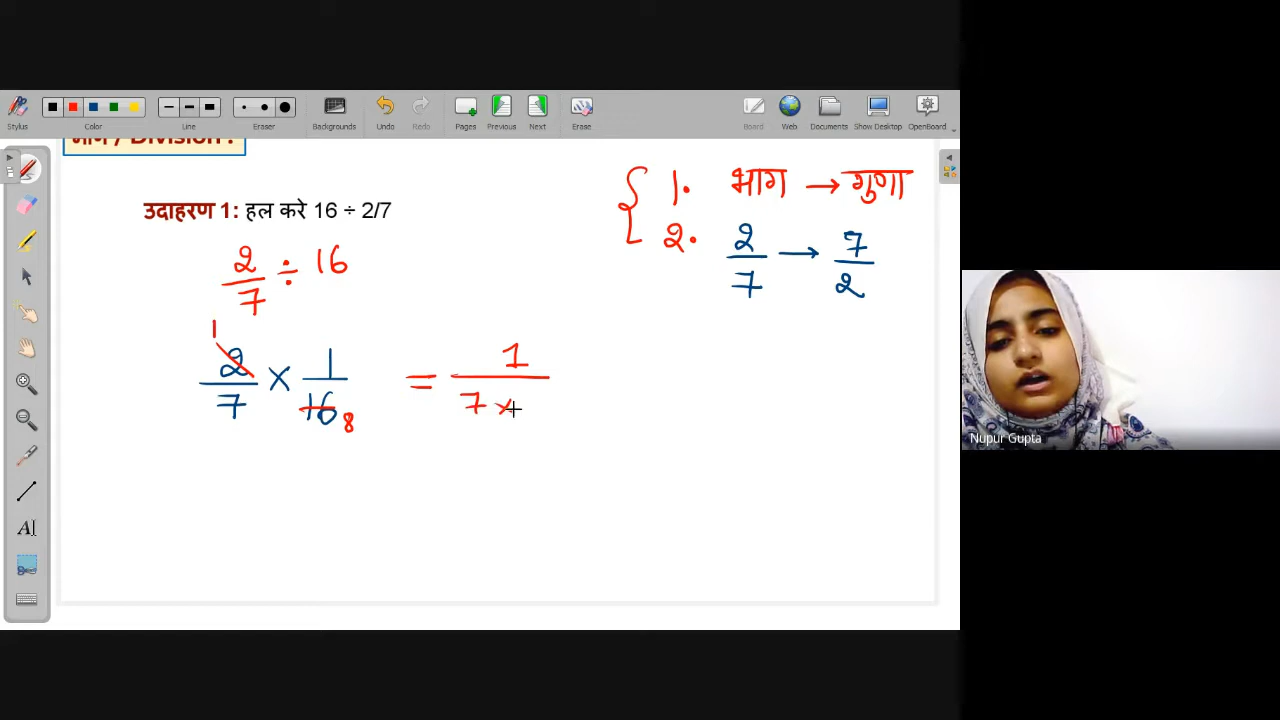 Stylus Color Line Eraser Backgrounds Undo Redo Pages Previous Next Erase Board Web Documents Show Desktop OpenBoard
भाग / Division :
उदाहरण 1: हल करे 16 ÷ 2/7
2/7 ÷ 16
1
2/7 × 1/16 8 = 1/7 ×
1. भाग → गुणा
2. 2/7 → 7/2
Nupur Gupta